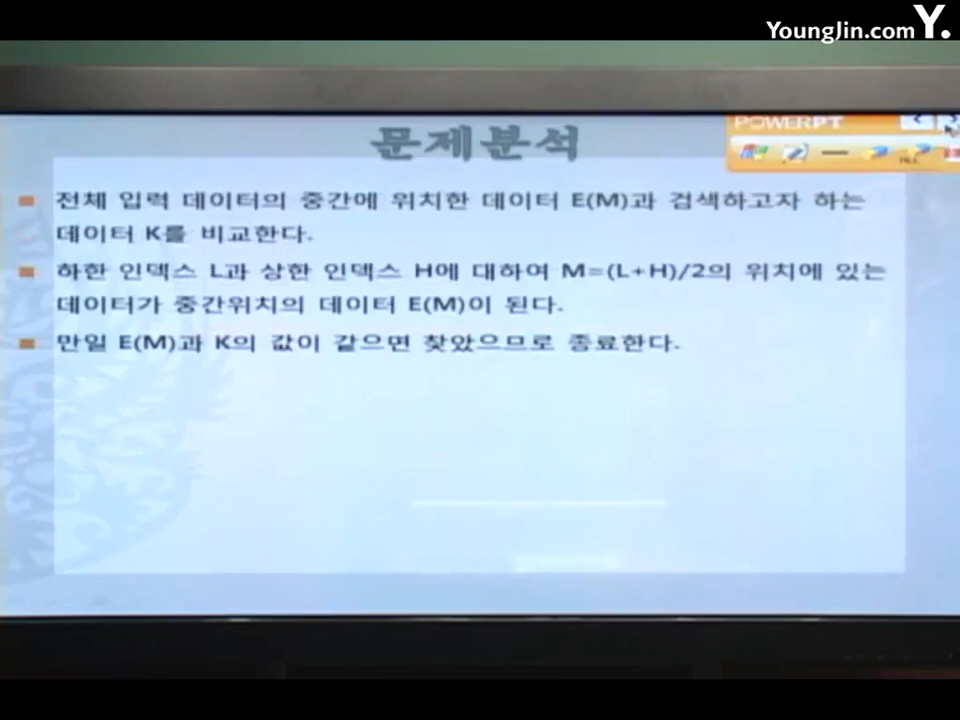 YoungJin.com Y.
POWERPT
문제분석
전체 입력 데이터의 중간에 위치한 데이터 E(M)과 검색하고자 하는
데이터 K를 비교한다.
하한 인덱스 L과 상한 인덱스 H에 대하여 M=(L+H)/2의 위치에 있는
데이터가 중간위치의 데이터 E(M)이 된다.
만일 E(M)과 K의 값이 같으면 찾았으므로 종료한다.